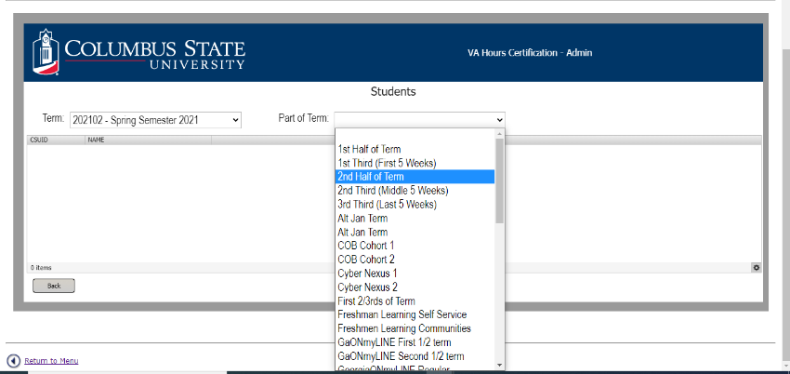 COLUMBUS STATE
UNIVERSITY
VA Hours Certification - Admin
Students
Term: 202102 - Spring Semester 2021 Part of Term:
CSUID NAME
1st Half of Term
1st Third (First 5 Weeks)
2nd Half of Term
2nd Third (Middle 5 Weeks)
3rd Third (Last 5 Weeks)
Alt Jan Term
Alt Jan Term
COB Cohort 1
COB Cohort 2
Cyber Nexus 1
Cyber Nexus 2
First 2/3rds of Term
Freshman Learning Self Service
Freshmen Learning Communities
GaONmyLINE First 1/2 term
GaONmyLINE Second 1/2 term
GeorgiaONmyLINE Regular
0 items
Back
Return to Menu